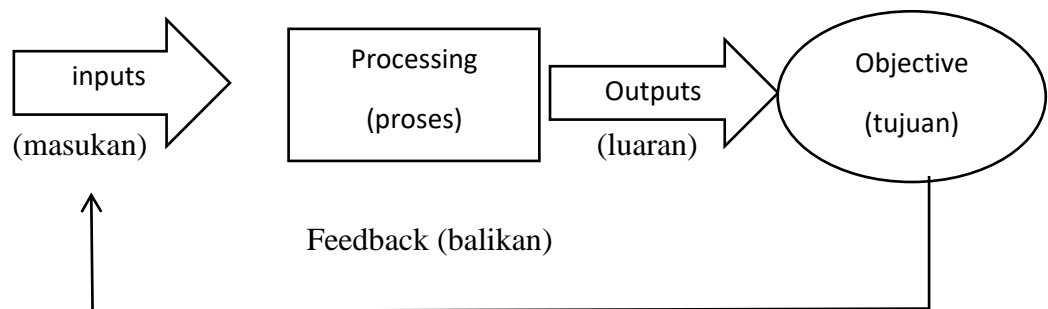 inputs
(masukan)
Processing
(proses)
Outputs
(luaran)
Objective
(tujuan)
Feedback (balikan)